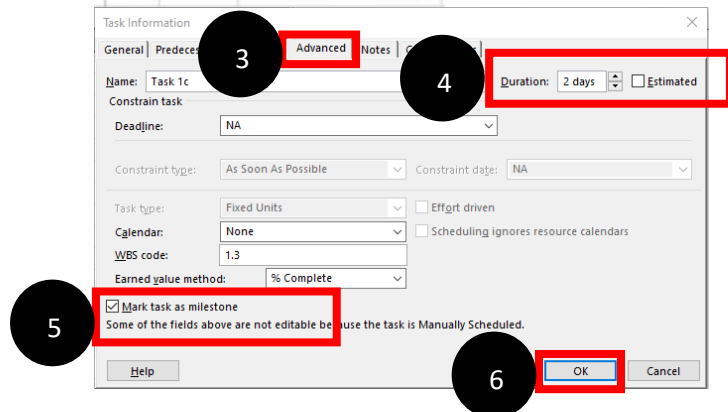 Task Information
General Predeces Advanced Notes
3
4
Name: Task 1c Duration: 2 days Estimated
Constrain task
Deadline: NA
Constraint type: As Soon As Possible Constraint date: NA
Task type: Fixed Units Effort driven
Calendar: None Scheduling ignores resource calendars
WBS code: 1.3
Earned value method: % Complete
5
Mark task as milestone
Some of the fields above are not editable because the task is Manually Scheduled.
6
Help OK Cancel